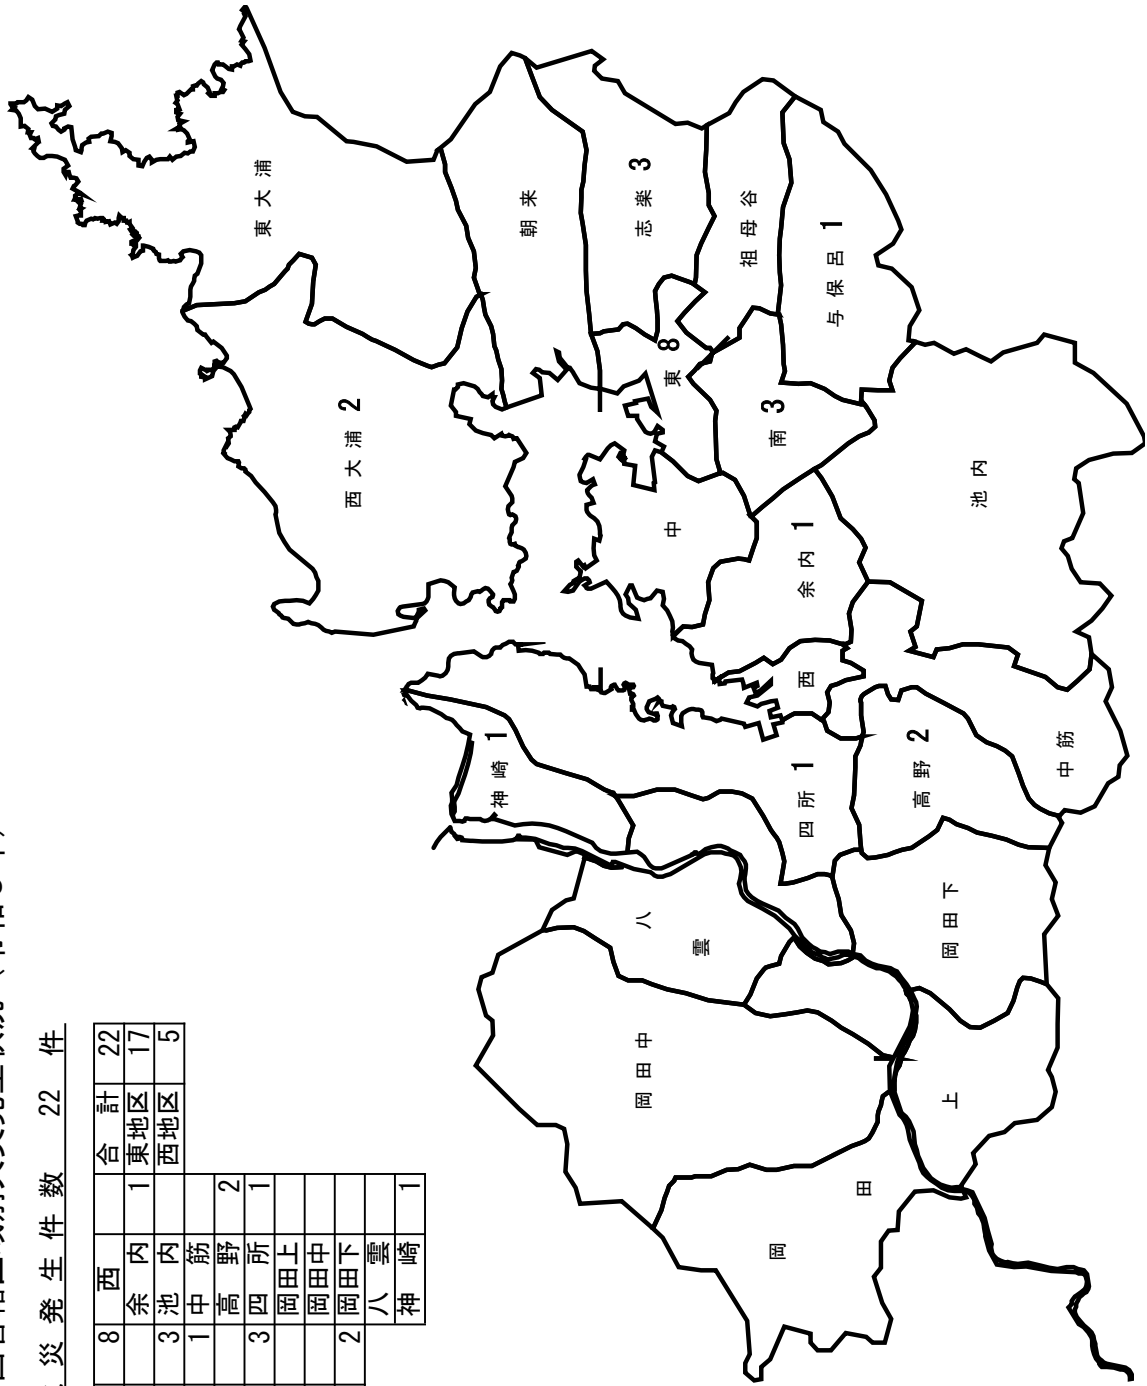 災発生件数 22 件
8 西 合計 22
余内 1 東地区 17
3 池内 西地区 5
1 中筋
高野 2
3 四所 1
岡田上
岡田中
2 岡田下
八雲
神崎 1
東大浦
西大浦 2
朝来
志楽 3
祖母谷
与保呂 1
東 8
南 3
中
余内 1
池内
西
神崎 1
四所 1
高野 2
中筋
八雲
岡田下
岡田中
岡田
上